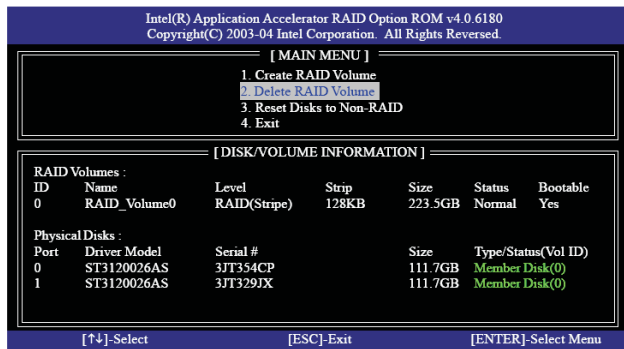 Intel(R) Application Accelerator RAID Option ROM v4.0.6180
Copyright(C) 2003-04 Intel Corporation. All Rights Reversed.
[ MAIN MENU ]
1. Create RAID Volume
2. Delete RAID Volume
3. Reset Disks to Non-RAID
4. Exit
[ DISK/VOLUME INFORMATION ]
RAID Volumes :
ID Name Level Strip Size Status Bootable
0 RAID_Volume0 RAID(Stripe) 128KB 223.5GB Normal Yes
Physical Disks :
Port Driver Model Serial # Size Type/Status(Vol ID)
0 ST3120026AS 3JT354CP 111.7GB Member Disk(0)
1 ST3120026AS 3JT329JX 111.7GB Member Disk(0)
[↑↓]-Select [ESC]-Exit [ENTER]-Select Menu